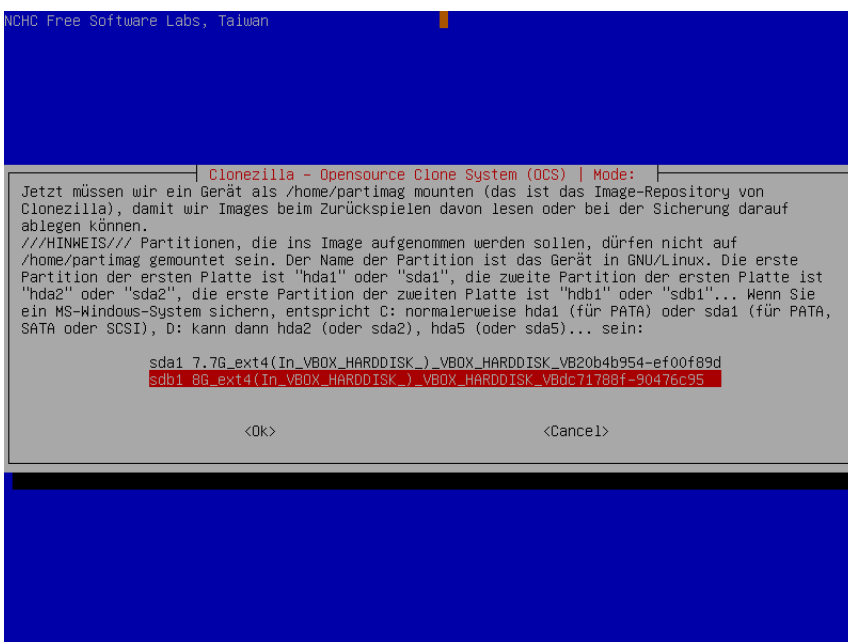 NCHC Free Software Labs, Taiwan
Clonezilla - Opensource Clone System (OCS) | Mode:
Jetzt müssen wir ein Gerät als /home/partimag mounten (das ist das Image-Repository von
Clonezilla), damit wir Images beim Zurückspielen davon lesen oder bei der Sicherung darauf
ablegen können.
///HINWEIS/// Partitionen, die ins Image aufgenommen werden sollen, dürfen nicht auf
/home/partimag gemountet sein. Der Name der Partition ist das Gerät in GNU/Linux. Die erste
Partition der ersten Platte ist "hda1" oder "sda1", die zweite Partition der ersten Platte ist
"hda2" oder "sda2", die erste Partition der zweiten Platte ist "hdb1" oder "sdb1"... Wenn Sie
ein MS-Windows-System sichern, entspricht C: normalerweise hda1 (für PATA) oder sda1 (für PATA,
SATA oder SCSI), D: kann dann hda2 (oder sda2), hda5 (oder sda5)... sein:
sda1 7.7G_ext4(In_VBOX_HARDDISK_)_VBOX_HARDDISK_VB20b4b954-ef00f89d
sdb1 8G_ext4(In_VBOX_HARDDISK_)_VBOX_HARDDISK_VBdc71788f-90476c95
<Ok> <Cancel>